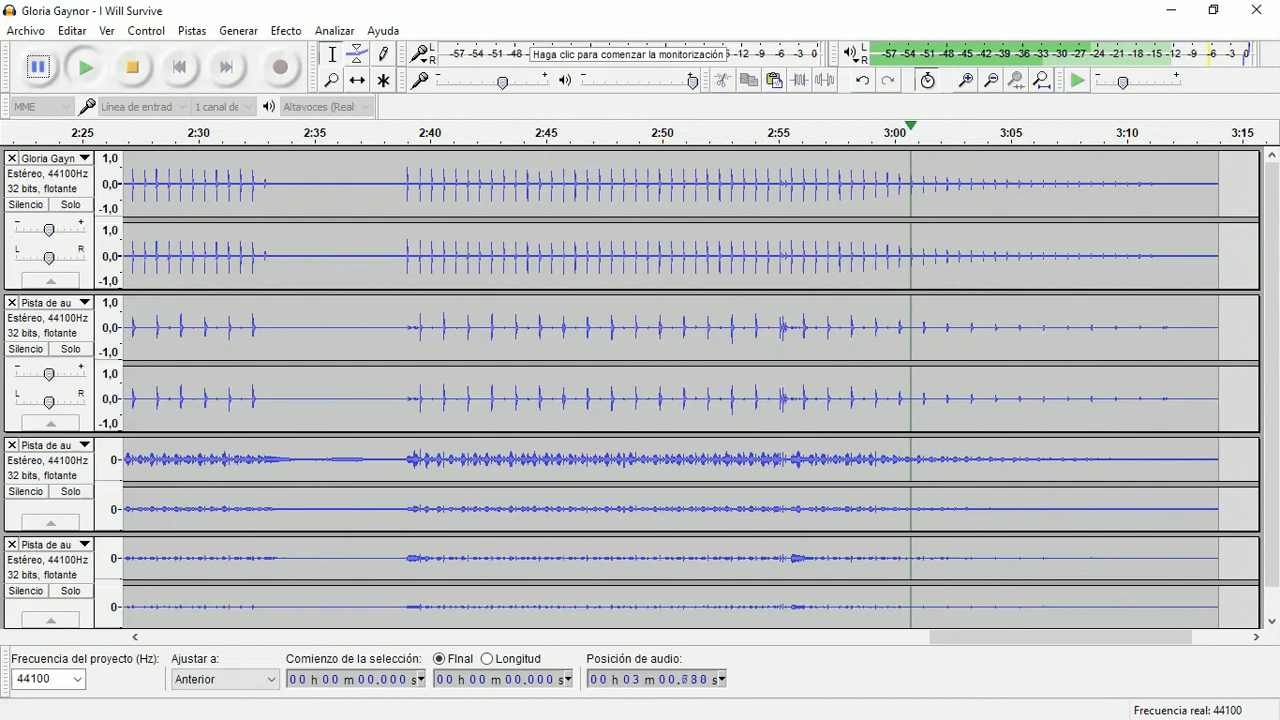 Gloria Gaynor - I Will Survive
Archivo Editar Ver Control Pistas Generar Efecto Analizar Ayuda
L R -57 -54 -51 -48 Haga clic para comenzar la monitorización -12 -9 -6 -3 0
L R -57 -54 -51 -48 -45 -42 -39 -36 -33 -30 -27 -24 -21 -18 -15 -12 -9 -6 -3 0
MME Línea de entrad 1 canal de Altavoces (Real
2:25 2:30 2:35 2:40 2:45 2:50 2:55 3:00 3:05 3:10 3:15
Gloria Gayn
Estéreo, 44100Hz
32 bits, flotante
Silencio Solo
- +
L R
1,0
0,0
-1,0
1,0
0,0
-1,0
Pista de au
Estéreo, 44100Hz
32 bits, flotante
Silencio Solo
- +
L R
1,0
0,0
-1,0
1,0
0,0
-1,0
Pista de au
Estéreo, 44100Hz
32 bits, flotante
Silencio Solo
0
0
Pista de au
Estéreo, 44100Hz
32 bits, flotante
Silencio Solo
0
0
Frecuencia del proyecto (Hz): Ajustar a: Comienzo de la selección: FInal Longitud Posición de audio:
44100 Anterior 00 h 00 m 00.000 s 00 h 00 m 00.000 s
Frecuencia real: 44100